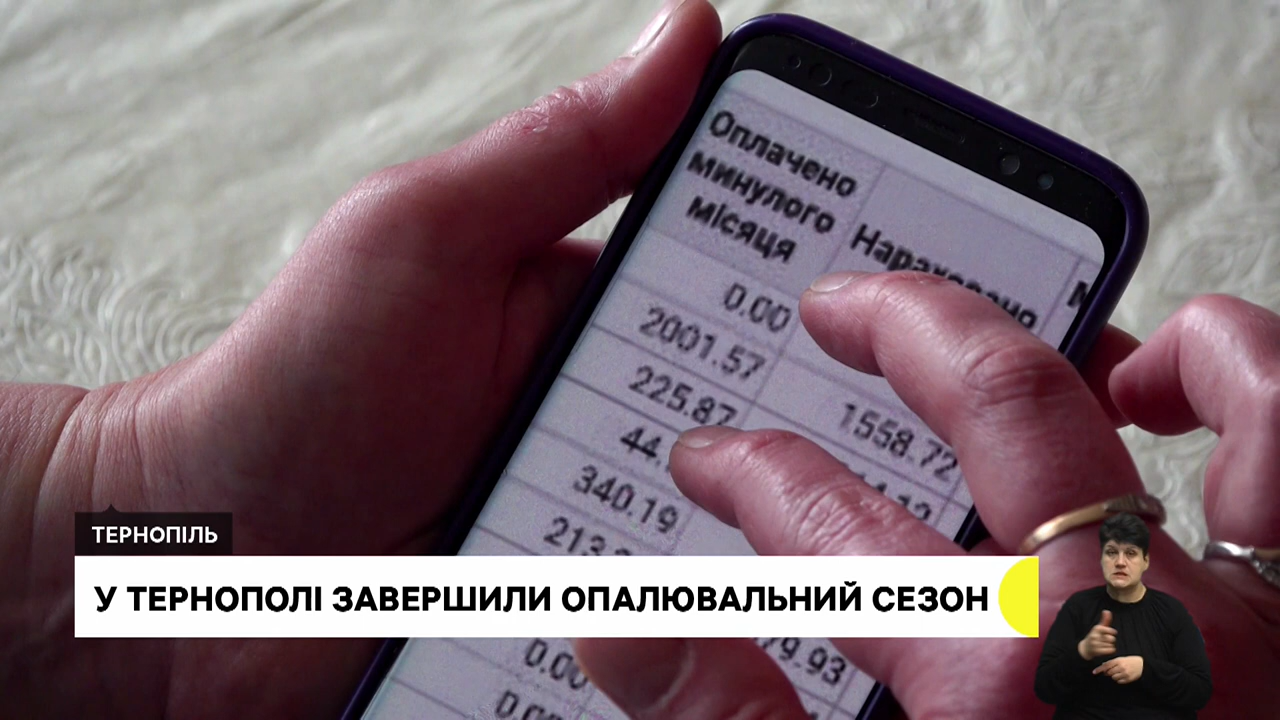 Оплачено
минулого
місяця
0.00
2001.57
1558.72
225.87
340.19
0.00
ТЕРНОПІЛЬ
У ТЕРНОПОЛІ ЗАВЕРШИЛИ ОПАЛЮВАЛЬНИЙ СЕЗОН